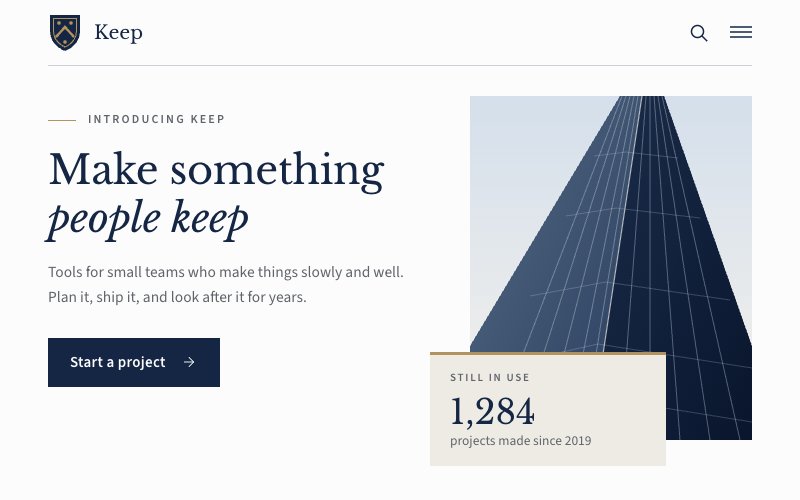 Keep
INTRODUCING KEEP
Make something
people keep
Tools for small teams who make things slowly and well.
Plan it, ship it, and look after it for years.
Start a project
STILL IN USE
1,284
projects made since 2019